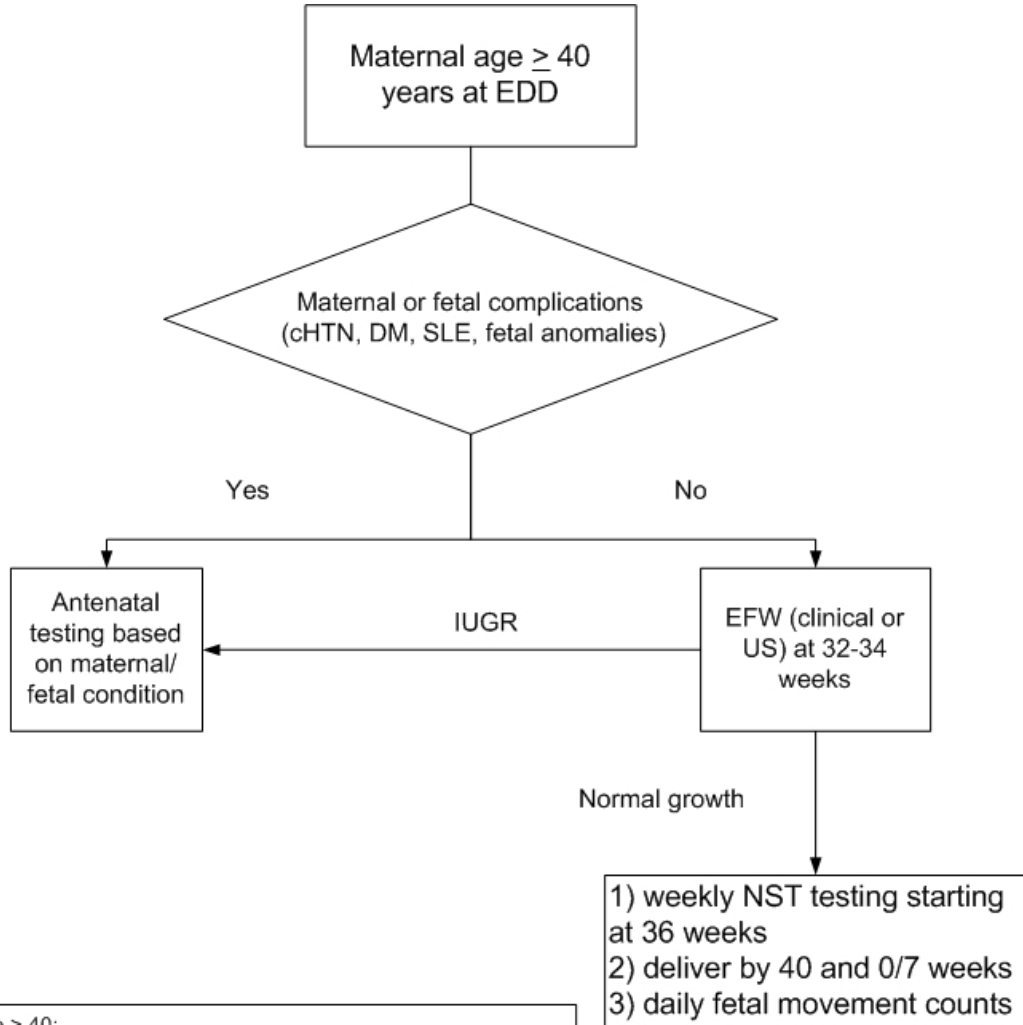 Maternal age ≥ 40
years at EDD
Maternal or fetal complications
(cHTN, DM, SLE, fetal anomalies)
Yes
No
Antenatal
testing based
on maternal/
fetal condition
IUGR
EFW (clinical or
US) at 32-34
weeks
Normal growth
1) weekly NST testing starting
at 36 weeks
2) deliver by 40 and 0/7 weeks
3) daily fetal movement counts
> 40: